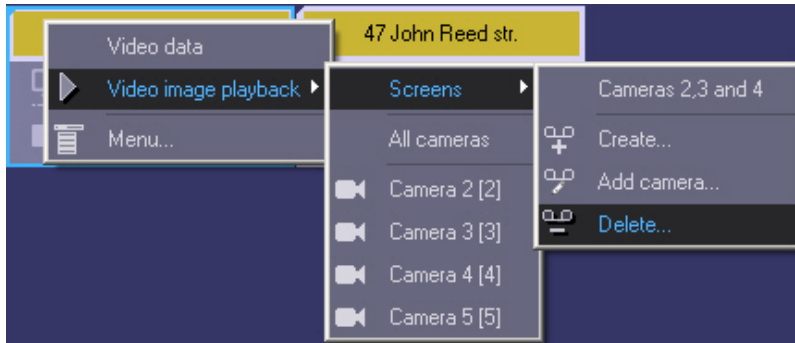 47 John Reed str.
Video data
Video image playback
Menu...
Screens
All cameras
Camera 2 [2]
Camera 3 [3]
Camera 4 [4]
Camera 5 [5]
Cameras 2,3 and 4
Create...
Add camera...
Delete...